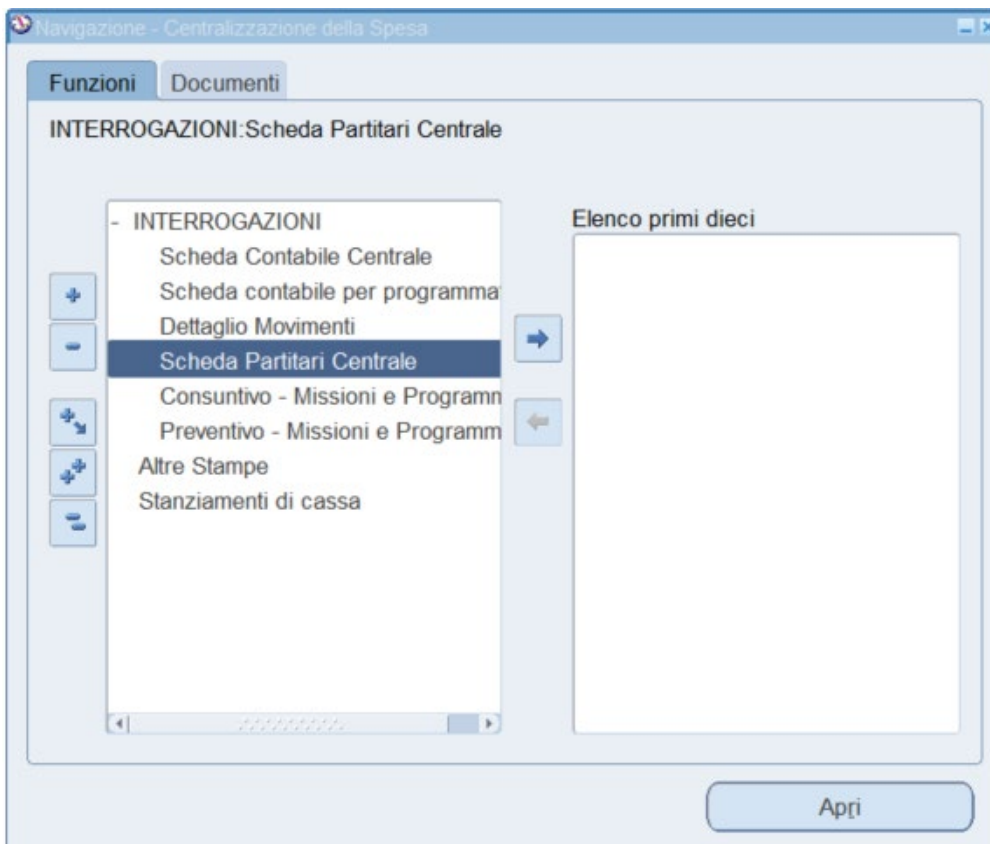 Navigazione - Centralizzazione della Spesa
Funzioni Documenti
INTERROGAZIONI:Scheda Partitari Centrale
- INTERROGAZIONI
Scheda Contabile Centrale
Scheda contabile per programma
Dettaglio Movimenti
Scheda Partitari Centrale
Consuntivo - Missioni e Programm
Preventivo - Missioni e Programm
Altre Stampe
Stanziamenti di cassa
Elenco primi dieci
Apri